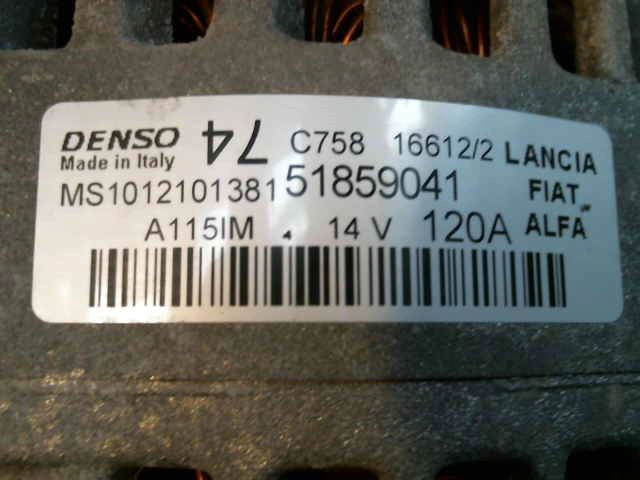 DENSO 74 C758 16612/2 LANCIA
Made in Italy
MS1012101381 51859041 FIAT
A115IM. 14 V 120A ALFA